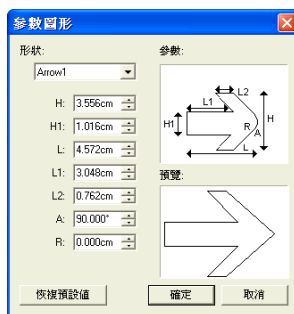 參數圖形
形狀:
Arrow1
H: 3.556cm
H1: 1.016cm
L: 4.572cm
L1: 3.048cm
L2: 0.762cm
A: 90.000°
R: 0.000cm
參數:
L2
L1
H1
R
A
H
L
預覽:
恢複預設値
確定
取消